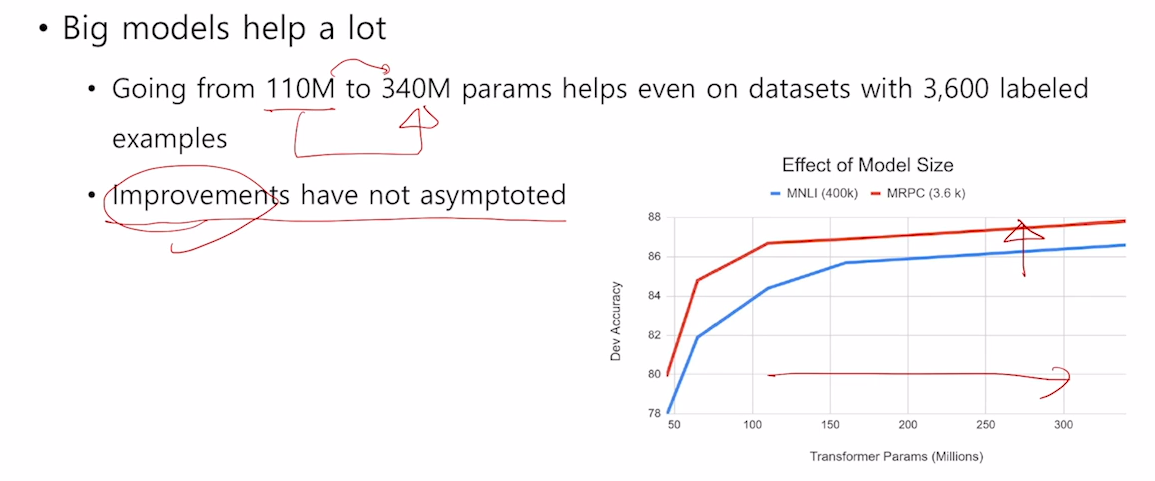 • Big models help a lot
• Going from 110M to 340M params helps even on datasets with 3,600 labeled
examples
• Improvements have not asymptoted
Effect of Model Size
MNLI (400k) MRPC (3.6 k)
88
86
84
82
80
78
Dev Accuracy
50 100 150 200 250 300
Transformer Params (Millions)